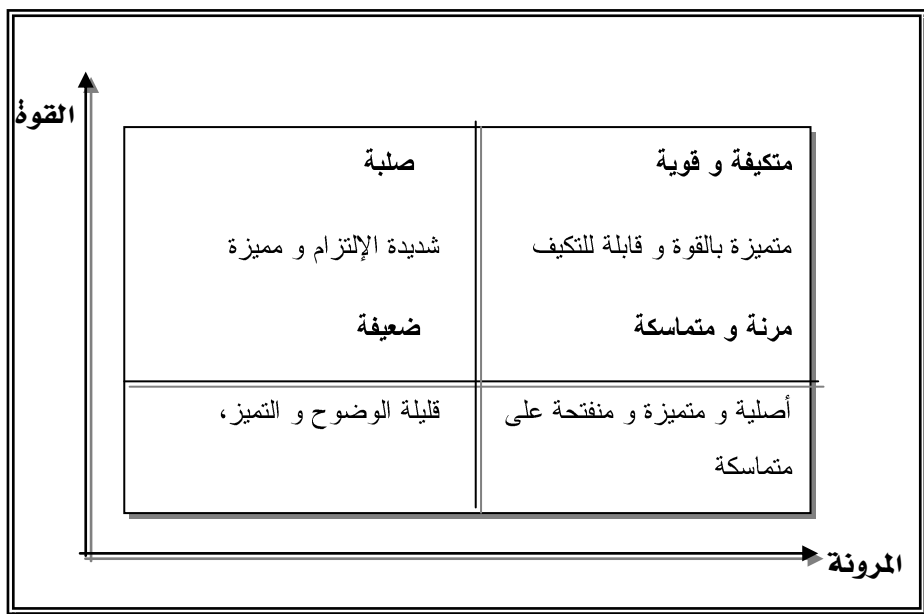 القوة
متكيفة و قوية
صلبة
متميزة بالقوة و قابلة للتكيف
شديدة الإلتزام و مميزة
مرنة و متماسكة
ضعيفة
أصلية و متميزة و منفتحة على
قليلة الوضوح و التميز،
متماسكة
المرونة